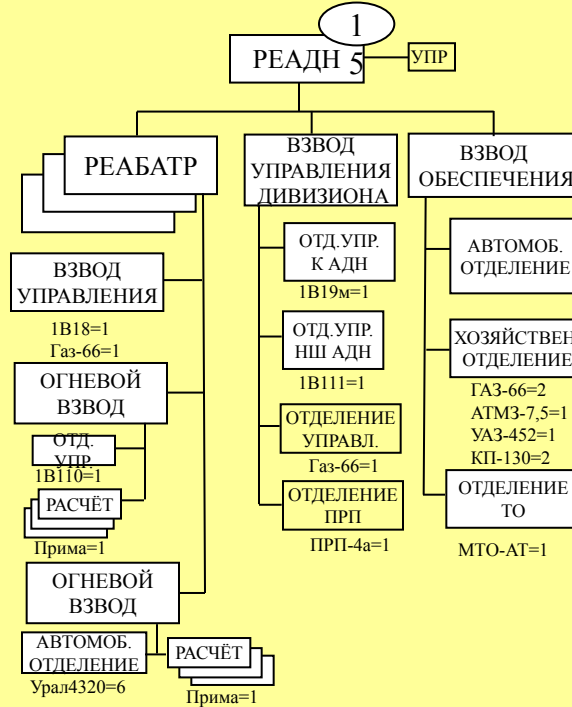 1
РЕАДН 5
УПР
РЕАБАТР
ВЗВОД
УПРАВЛЕНИЯ
1В18=1
Газ-66=1
ОГНЕВОЙ
ВЗВОД
ОТД.
УПР.
1В110=1
РАСЧЁТ
Прима=1
ОГНЕВОЙ
ВЗВОД
АВТОМОБ.
ОТДЕЛЕНИЕ
Урал4320=6
РАСЧЁТ
Прима=1
ВЗВОД
УПРАВЛЕНИЯ
ДИВИЗИОНА
ОТД.УПР.
К АДН
1В19м=1
ОТД.УПР.
НШ АДН
1В111=1
ОТДЕЛЕНИЕ
УПРАВЛ.
Газ-66=1
ОТДЕЛЕНИЕ
ПРП
ПРП-4а=1
ВЗВОД
ОБЕСПЕЧЕНИЯ
АВТОМОБ.
ОТДЕЛЕНИЕ
ХОЗЯЙСТВЕН
ОТДЕЛЕНИЕ
ГАЗ-66=2
АТМЗ-7,5=1
УАЗ-452=1
КП-130=2
ОТДЕЛЕНИЕ
ТО
МТО-АТ=1